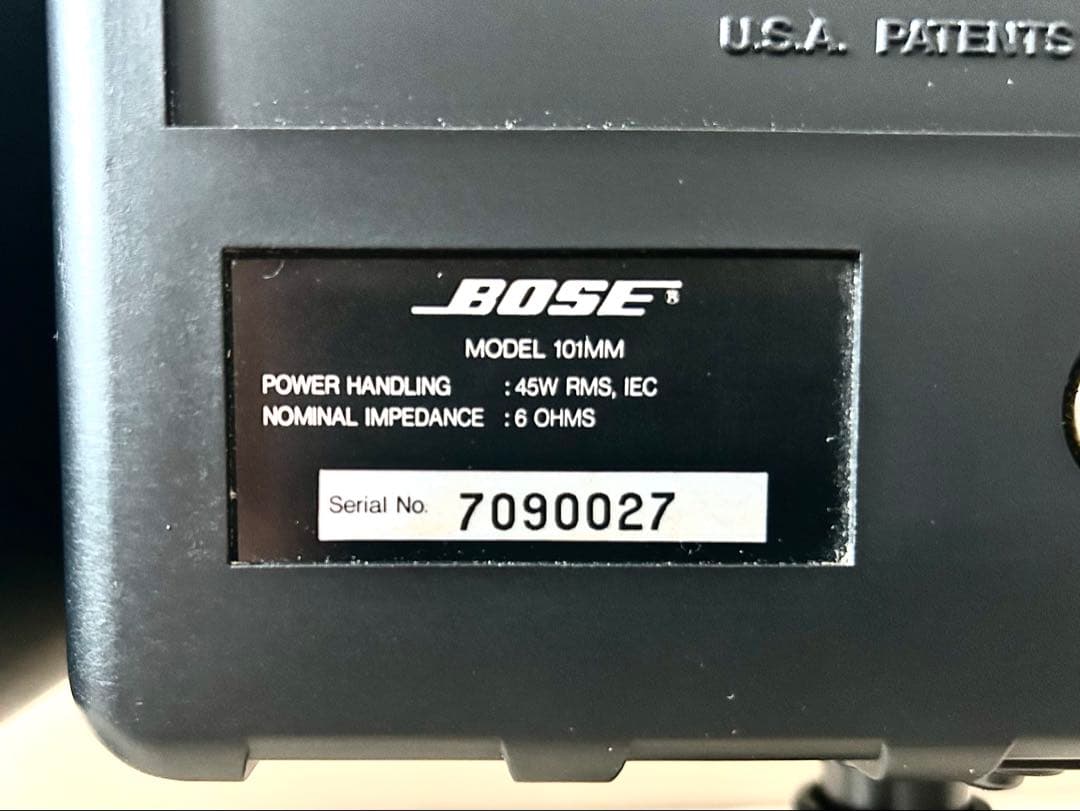 U.S.A. PATENTS
BOSE®
MODEL 101MM
POWER HANDLING : 45W RMS, IEC
NOMINAL IMPEDANCE : 6 OHMS
Serial No. 7090027